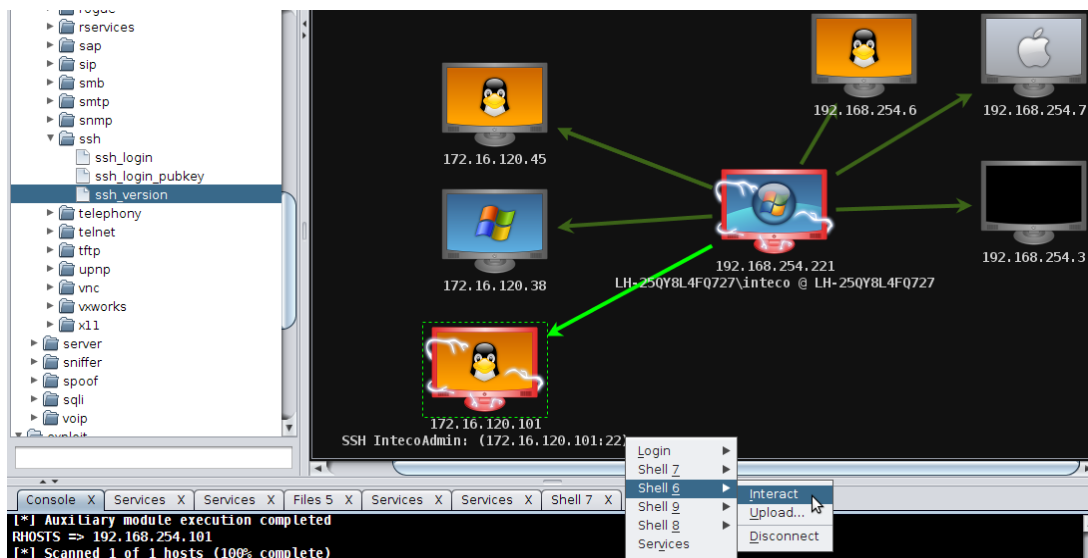 rogue
rservices
sap
sip
smb
smtp
snmp
ssh
ssh_login
ssh_login_pubkey
ssh_version
telephony
telnet
tftp
upnp
vnc
vxworks
x11
server
sniffer
spoof
sqli
voip
exploit
192.168.254.6
192.168.254.7
172.16.120.45
192.168.254.3
192.168.254.221
LH-25QY8L4FQ727\inteco @ LH-25QY8L4FQ727
172.16.120.38
172.16.120.101
SSH IntecoAdmin: (172.16.120.101:22)
Login
Shell 7
Shell 6
Shell 9
Shell 8
Services
Interact
Upload...
Disconnect
Console X Services X Services X Files 5 X Services X Services X Shell 7 X
[*] Auxiliary module execution completed
RHOSTS => 192.168.254.101
[*] Scanned 1 of 1 hosts (100% complete)